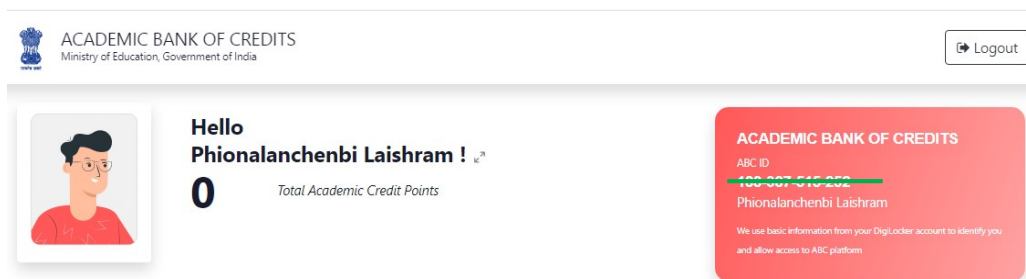 ACADEMIC BANK OF CREDITS
Ministry of Education, Government of India
Logout
Hello
Phionalanchenbi Laishram !
0 Total Academic Credit Points
ACADEMIC BANK OF CREDITS
ABC ID
Phionalanchenbi Laishram
We use basic information from your DigiLocker account to identify you
and allow access to ABC platform